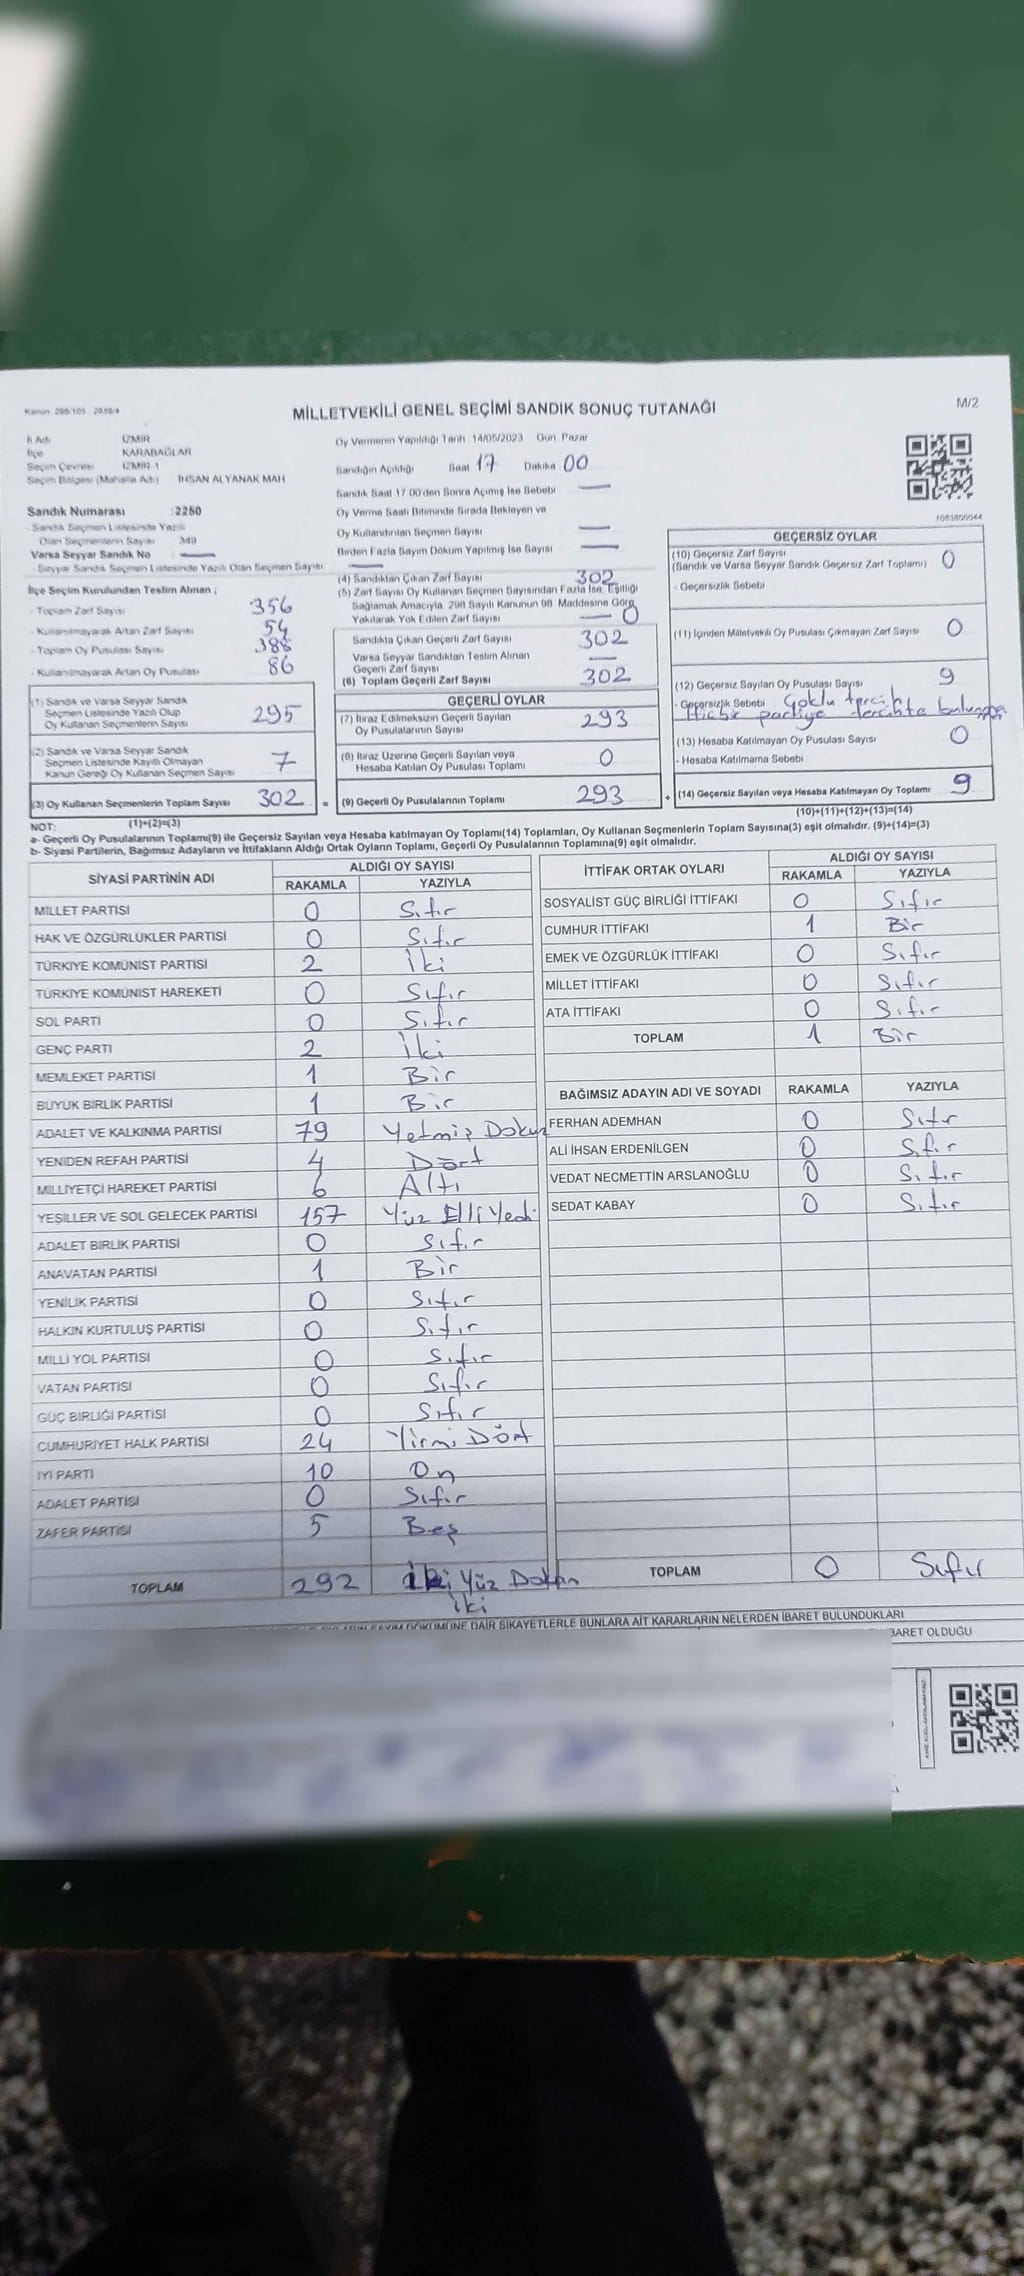 MİLLETVEKİLİ GENEL SEÇİMİ SANDIK SONUÇ TUTANAĞI
M/2
İl Adı İZMİR
İlçe KARABAĞLAR
Seçim Çevresi İZMİR-1
Seçim Bölgesi (Mahalle Adı) İHSAN ALYANAK MAH
Sandık Numarası :2250
- Sandık Seçmen Listesinde Yazılı
Olan Seçmenlerin Sayısı 349
Varsa Seyyar Sandık No —
- Seyyar Sandık Seçmen Listesinde Yazılı Olan Seçmen Sayısı —
İlçe Seçim Kurulundan Teslim Alınan ;
- Toplam Zarf Sayısı 356
- Kullanılmayarak Artan Zarf Sayısı 54
- Toplam Oy Pusulası Sayısı 388
- Kullanılmayarak Artan Oy Pusulası 86
(1) Sandık ve Varsa Seyyar Sandık
Seçmen Listesinde Yazılı Olup
Oy Kullanan Seçmenlerin Sayısı 295
(2) Sandık ve Varsa Seyyar Sandık
Seçmen Listesinde Kayıtlı Olmayan
Kanun Gereği Oy Kullanan Seçmen Sayısı 7
(3) Oy Kullanan Seçmenlerin Toplam Sayısı 302 =
Oy Vermenin Yapıldığı Tarih 14/05/2023 Gün Pazar
Sandığın Açıldığı Saat 17 Dakika 00
Sandık Saat 17.00'den Sonra Açılmış İse Sebebi —
Oy Verme Saati Bitiminde Sırada Bekleyen ve
Oy Kullandırılan Seçmen Sayısı —
Birden Fazla Sayım Döküm Yapılmış İse Sayısı —
(4) Sandıktan Çıkan Zarf Sayısı 302
(5) Zarf Sayısı Oy Kullanan Seçmen Sayısından Fazla İse, Eşitliği
Sağlamak Amacıyla, 298 Sayılı Kanunun 98. Maddesine Göre
Yakılarak Yok Edilen Zarf Sayısı — 0
Sandıkta Çıkan Geçerli Zarf Sayısı 302
Varsa Seyyar Sandıktan Teslim Alınan
Geçerli Zarf Sayısı —
(6) Toplam Geçerli Zarf Sayısı 302
GEÇERLİ OYLAR
(7) İtiraz Edilmeksizin Geçerli Sayılan
Oy Pusulalarının Sayısı 293
(8) İtiraz Üzerine Geçerli Sayılan veya
Hesaba Katılan Oy Pusulası Toplamı 0
(9) Geçerli Oy Pusulalarının Toplamı 293 +
GEÇERSİZ OYLAR
(10) Geçersiz Zarf Sayısı
(Sandık ve Varsa Seyyar Sandık Geçersiz Zarf Toplamı) 0
- Geçersizlik Sebebi
(11) İçinden Milletvekili Oy Pusulası Çıkmayan Zarf Sayısı 0
(12) Geçersiz Sayılan Oy Pusulası Sayısı 9
- Geçersizlik Sebebi Çoklu tercih
Hiçbir partiye tercihte
(13) Hesaba Katılmayan Oy Pusulası Sayısı 0
- Hesaba Katılmama Sebebi
(14) Geçersiz Sayılan veya Hesaba Katılmayan Oy Toplamı 9
NOT: (1)+(2)=(3)
(10)+(11)+(12)+(13)=(14)
a- Geçerli Oy Pusulalarının Toplamı(9) ile Geçersiz Sayılan veya Hesaba katılmayan Oy Toplamı(14) Toplamları, Oy Kullanan Seçmenlerin Toplam Sayısına(3) eşit olmalıdır. (9)+(14)=(3)
b- Siyasi Partilerin, Bağımsız Adayların ve İttifakların Aldığı Ortak Oyların Toplamı, Geçerli Oy Pusulalarının Toplamına(9) eşit olmalıdır.
SİYASİ PARTİNİN ADI ALDIĞI OY SAYISI
RAKAMLA YAZIYLA
MİLLET PARTİSİ 0 Sıfır
HAK VE ÖZGÜRLÜKLER PARTİSİ 0 Sıfır
TÜRKİYE KOMÜNİST PARTİSİ 2 İki
TÜRKİYE KOMÜNİST HAREKETİ 0 Sıfır
SOL PARTİ 0 Sıfır
GENÇ PARTİ 2 İki
MEMLEKET PARTİSİ 1 Bir
BÜYÜK BİRLİK PARTİSİ 1 Bir
ADALET VE KALKINMA PARTİSİ 79 Yetmiş Dokuz
YENİDEN REFAH PARTİSİ 4 Dört
MİLLİYETÇİ HAREKET PARTİSİ 6 Altı
YEŞİLLER VE SOL GELECEK PARTİSİ 157 Yüz Elli Yedi
ADALET BİRLİK PARTİSİ 0 Sıfır
ANAVATAN PARTİSİ 1 Bir
YENİLİK PARTİSİ 0 Sıfır
HALKIN KURTULUŞ PARTİSİ 0 Sıfır
MİLLİ YOL PARTİSİ 0 Sıfır
VATAN PARTİSİ 0 Sıfır
GÜÇ BİRLİĞİ PARTİSİ 0 Sıfır
CUMHURİYET HALK PARTİSİ 24 Yirmi Dört
İYİ PARTİ 10 On
ADALET PARTİSİ 0 Sıfır
ZAFER PARTİSİ 5 Beş
TOPLAM 292 İki Yüz Doksan
iki
İTTİFAK ORTAK OYLARI ALDIĞI OY SAYISI
RAKAMLA YAZIYLA
SOSYALİST GÜÇ BİRLİĞİ İTTİFAKI 0 Sıfır
CUMHUR İTTİFAKI 1 Bir
EMEK VE ÖZGÜRLÜK İTTİFAKI 0 Sıfır
MİLLET İTTİFAKI 0 Sıfır
ATA İTTİFAKI 0 Sıfır
TOPLAM 1 Bir
BAĞIMSIZ ADAYIN ADI VE SOYADI RAKAMLA YAZIYLA
FERHAN ADEMHAN 0 Sıfır
ALİ İHSAN ERDENİLGEN 0 Sıfır
VEDAT NECMETTİN ARSLANOĞLU 0 Sıfır
SEDAT KABAY 0 Sıfır
TOPLAM 0 Sıfır
DÖKÜMÜNE DAİR ŞİKAYETLERLE BUNLARA AİT KARARLARIN NELERDEN İBARET BULUNDUKLARI
BARET OLDUĞU